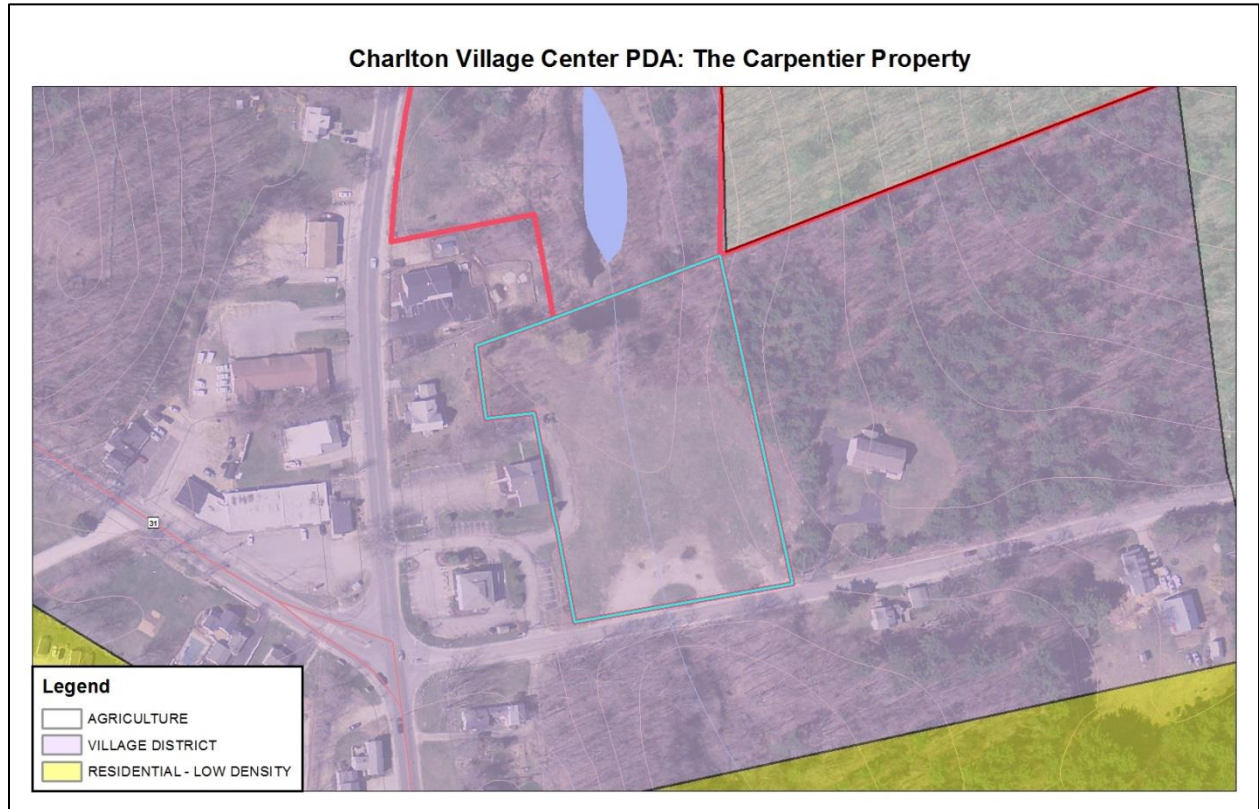 Charlton Village Center PDA: The Carpentier Property
31
Legend
AGRICULTURE
VILLAGE DISTRICT
RESIDENTIAL - LOW DENSITY